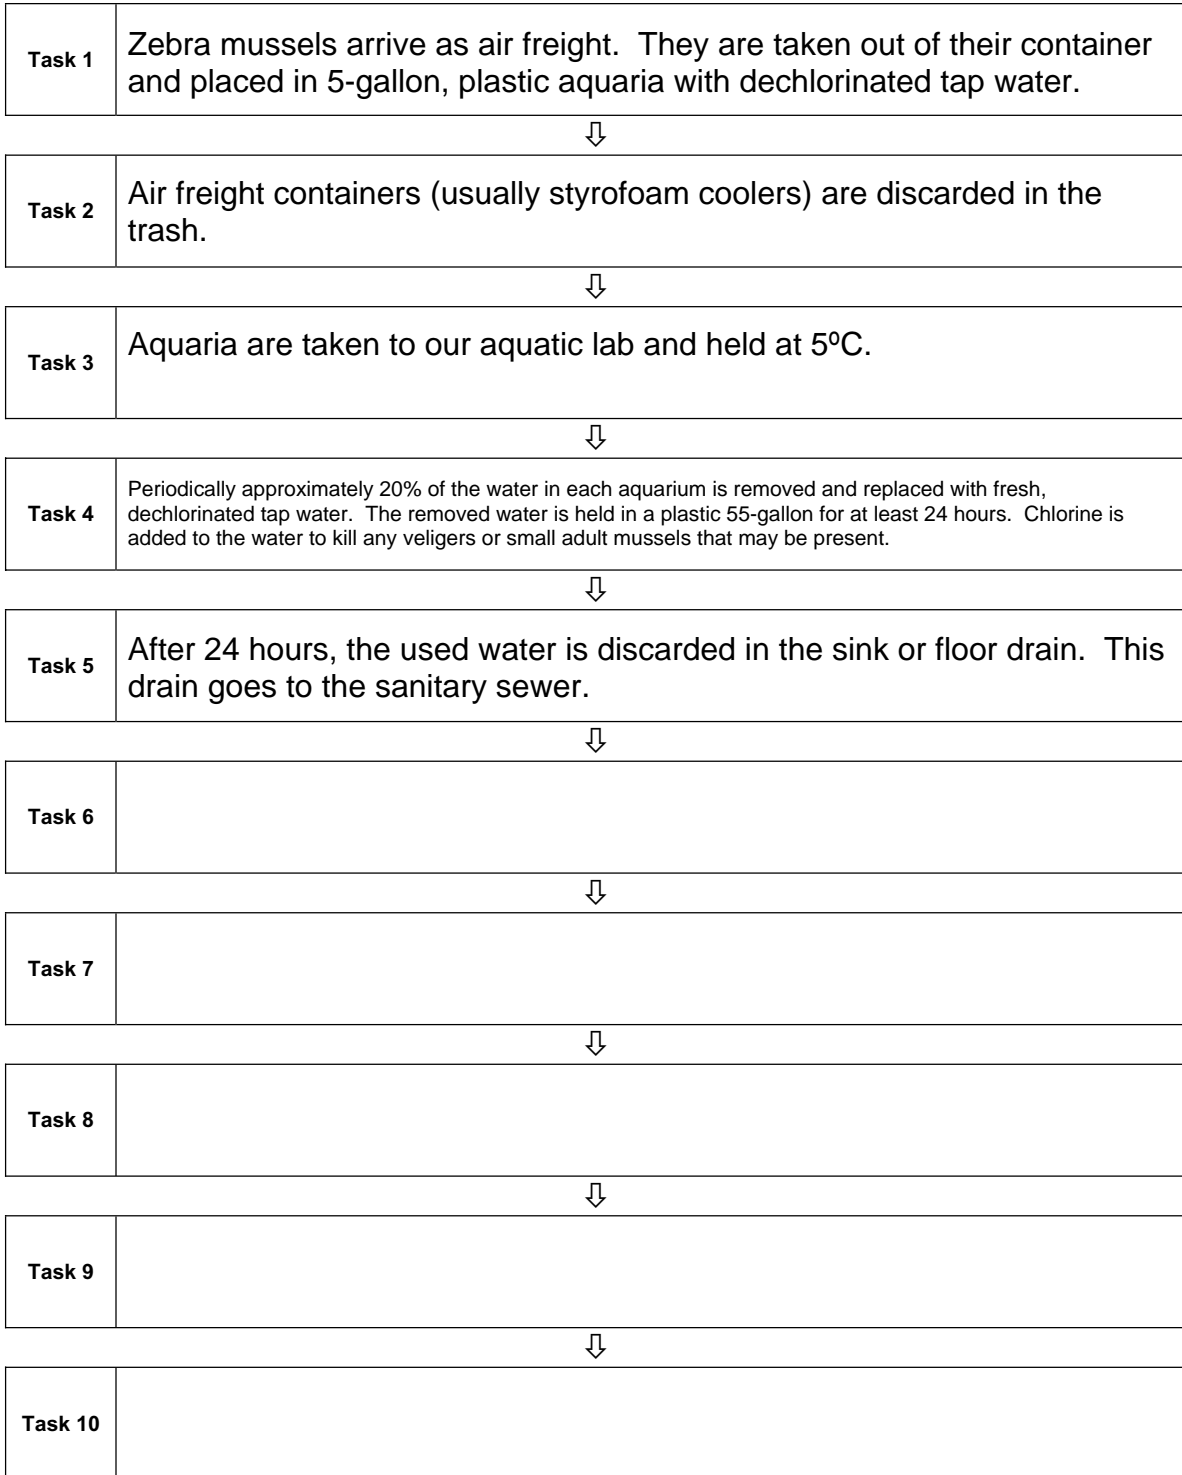 Task 1
Zebra mussels arrive as air freight.  They are taken out of their container
and placed in 5-gallon, plastic aquaria with dechlorinated tap water.
⇩
Task 2
Air freight containers (usually styrofoam coolers) are discarded in the
trash.
⇩
Task 3
Aquaria are taken to our aquatic lab and held at 5ºC.
⇩
Task 4
Periodically approximately 20% of the water in each aquarium is removed and replaced with fresh,
dechlorinated tap water.  The removed water is held in a plastic 55-gallon for at least 24 hours.  Chlorine is
added to the water to kill any veligers or small adult mussels that may be present.
⇩
Task 5
After 24 hours, the used water is discarded in the sink or floor drain.  This
drain goes to the sanitary sewer.
⇩
Task 6
⇩
Task 7
⇩
Task 8
⇩
Task 9
⇩
Task 10